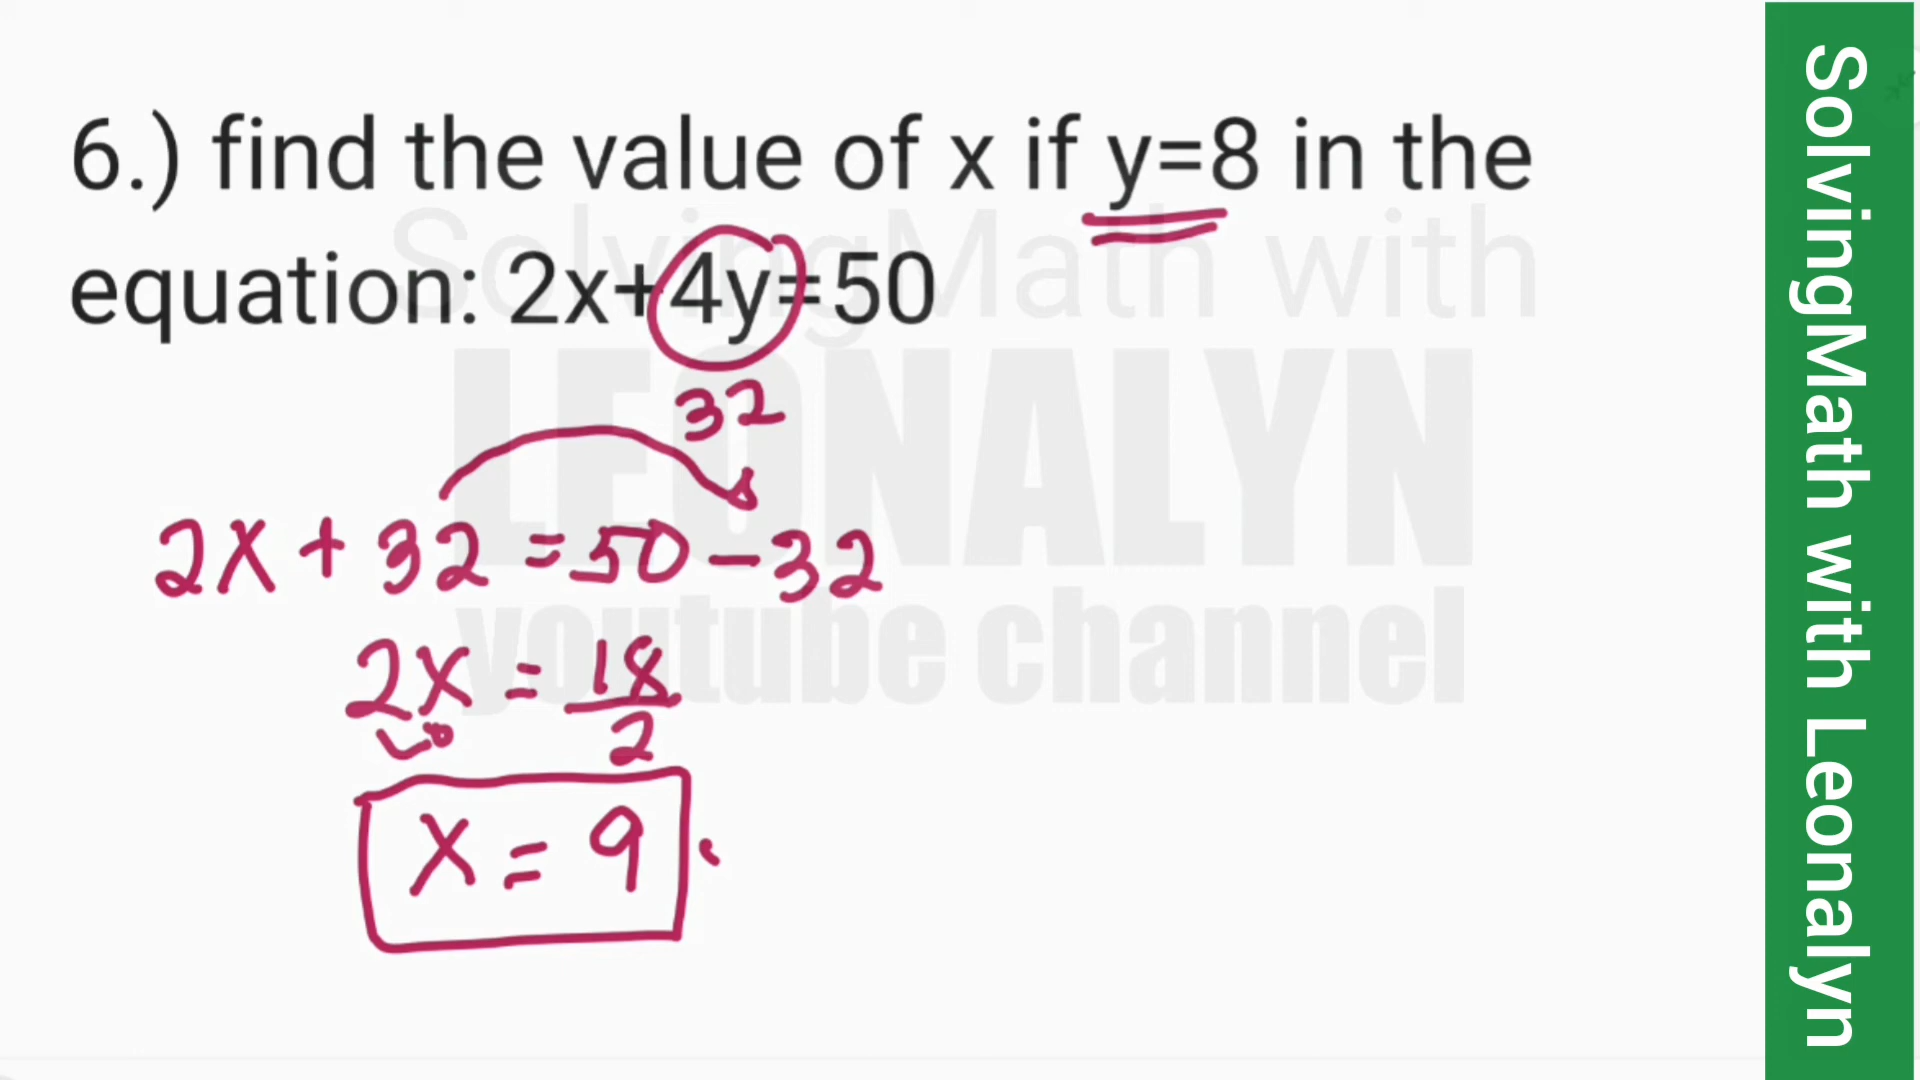 6.) find the value of x if y=8 in the
equation: 2x+4y=50
32
2x + 32 = 50 - 32
2x = 18
2
x = 9 .
SolvingMath with
LEONALYN
youtube channel
SolvingMath with Leonalyn